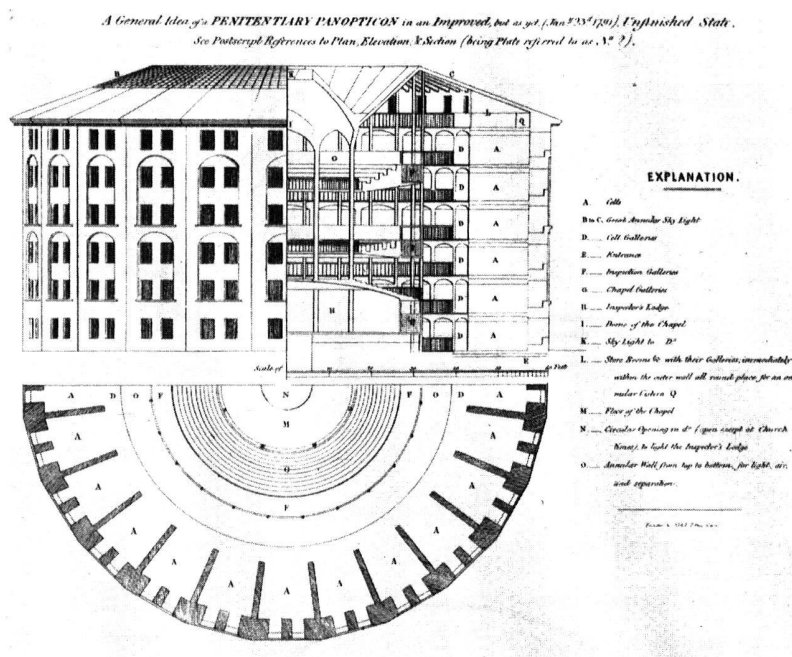 A General Idea of a PENITENTIARY PANOPTICON in an Improved, but as yet, (Jan.y 23.d 1791), Unfinished State.
See Postscript References to Plan, Elevation, & Section (being Plate referred to as N.o 2).
B
C
K
L
Q
I
O
D
A
D
A
D
A
D
A
D
A
H
D
A
E
Scale of
60 Feet
A
D
O
F
N
F
O
D
A
M
A
A
G
A
A
F
A
A
A
A
A
A
A
EXPLANATION.
A Cells
B to C. Great Annular Sky Light
D. Cell Galleries
E. Entrance
F. Inspection Galleries
G. Chapel Galleries
H. Inspector's Lodge
I. Dome of the Chapel
K. Sky Light to D.o
L. Store Rooms &c with their Galleries; immediately
within the outer wall all round place for an an
nular Cistern Q
M. Floor of the Chapel
N. Circular Opening in d.o (open except at Church
times), to light the Inspector's Lodge
O. Annular Wall from top to bottom, for light, air,
and separation.